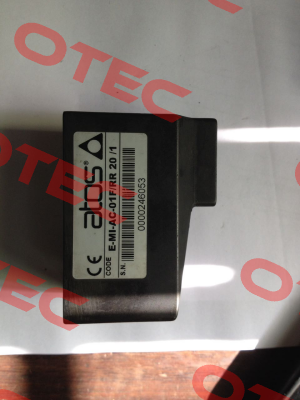 OTEC
atos®
CE CODE E-MI-AC-01F/RR 20 /1
S.N. 0000246053
OTEC
OTEC
OTEC
OTEC